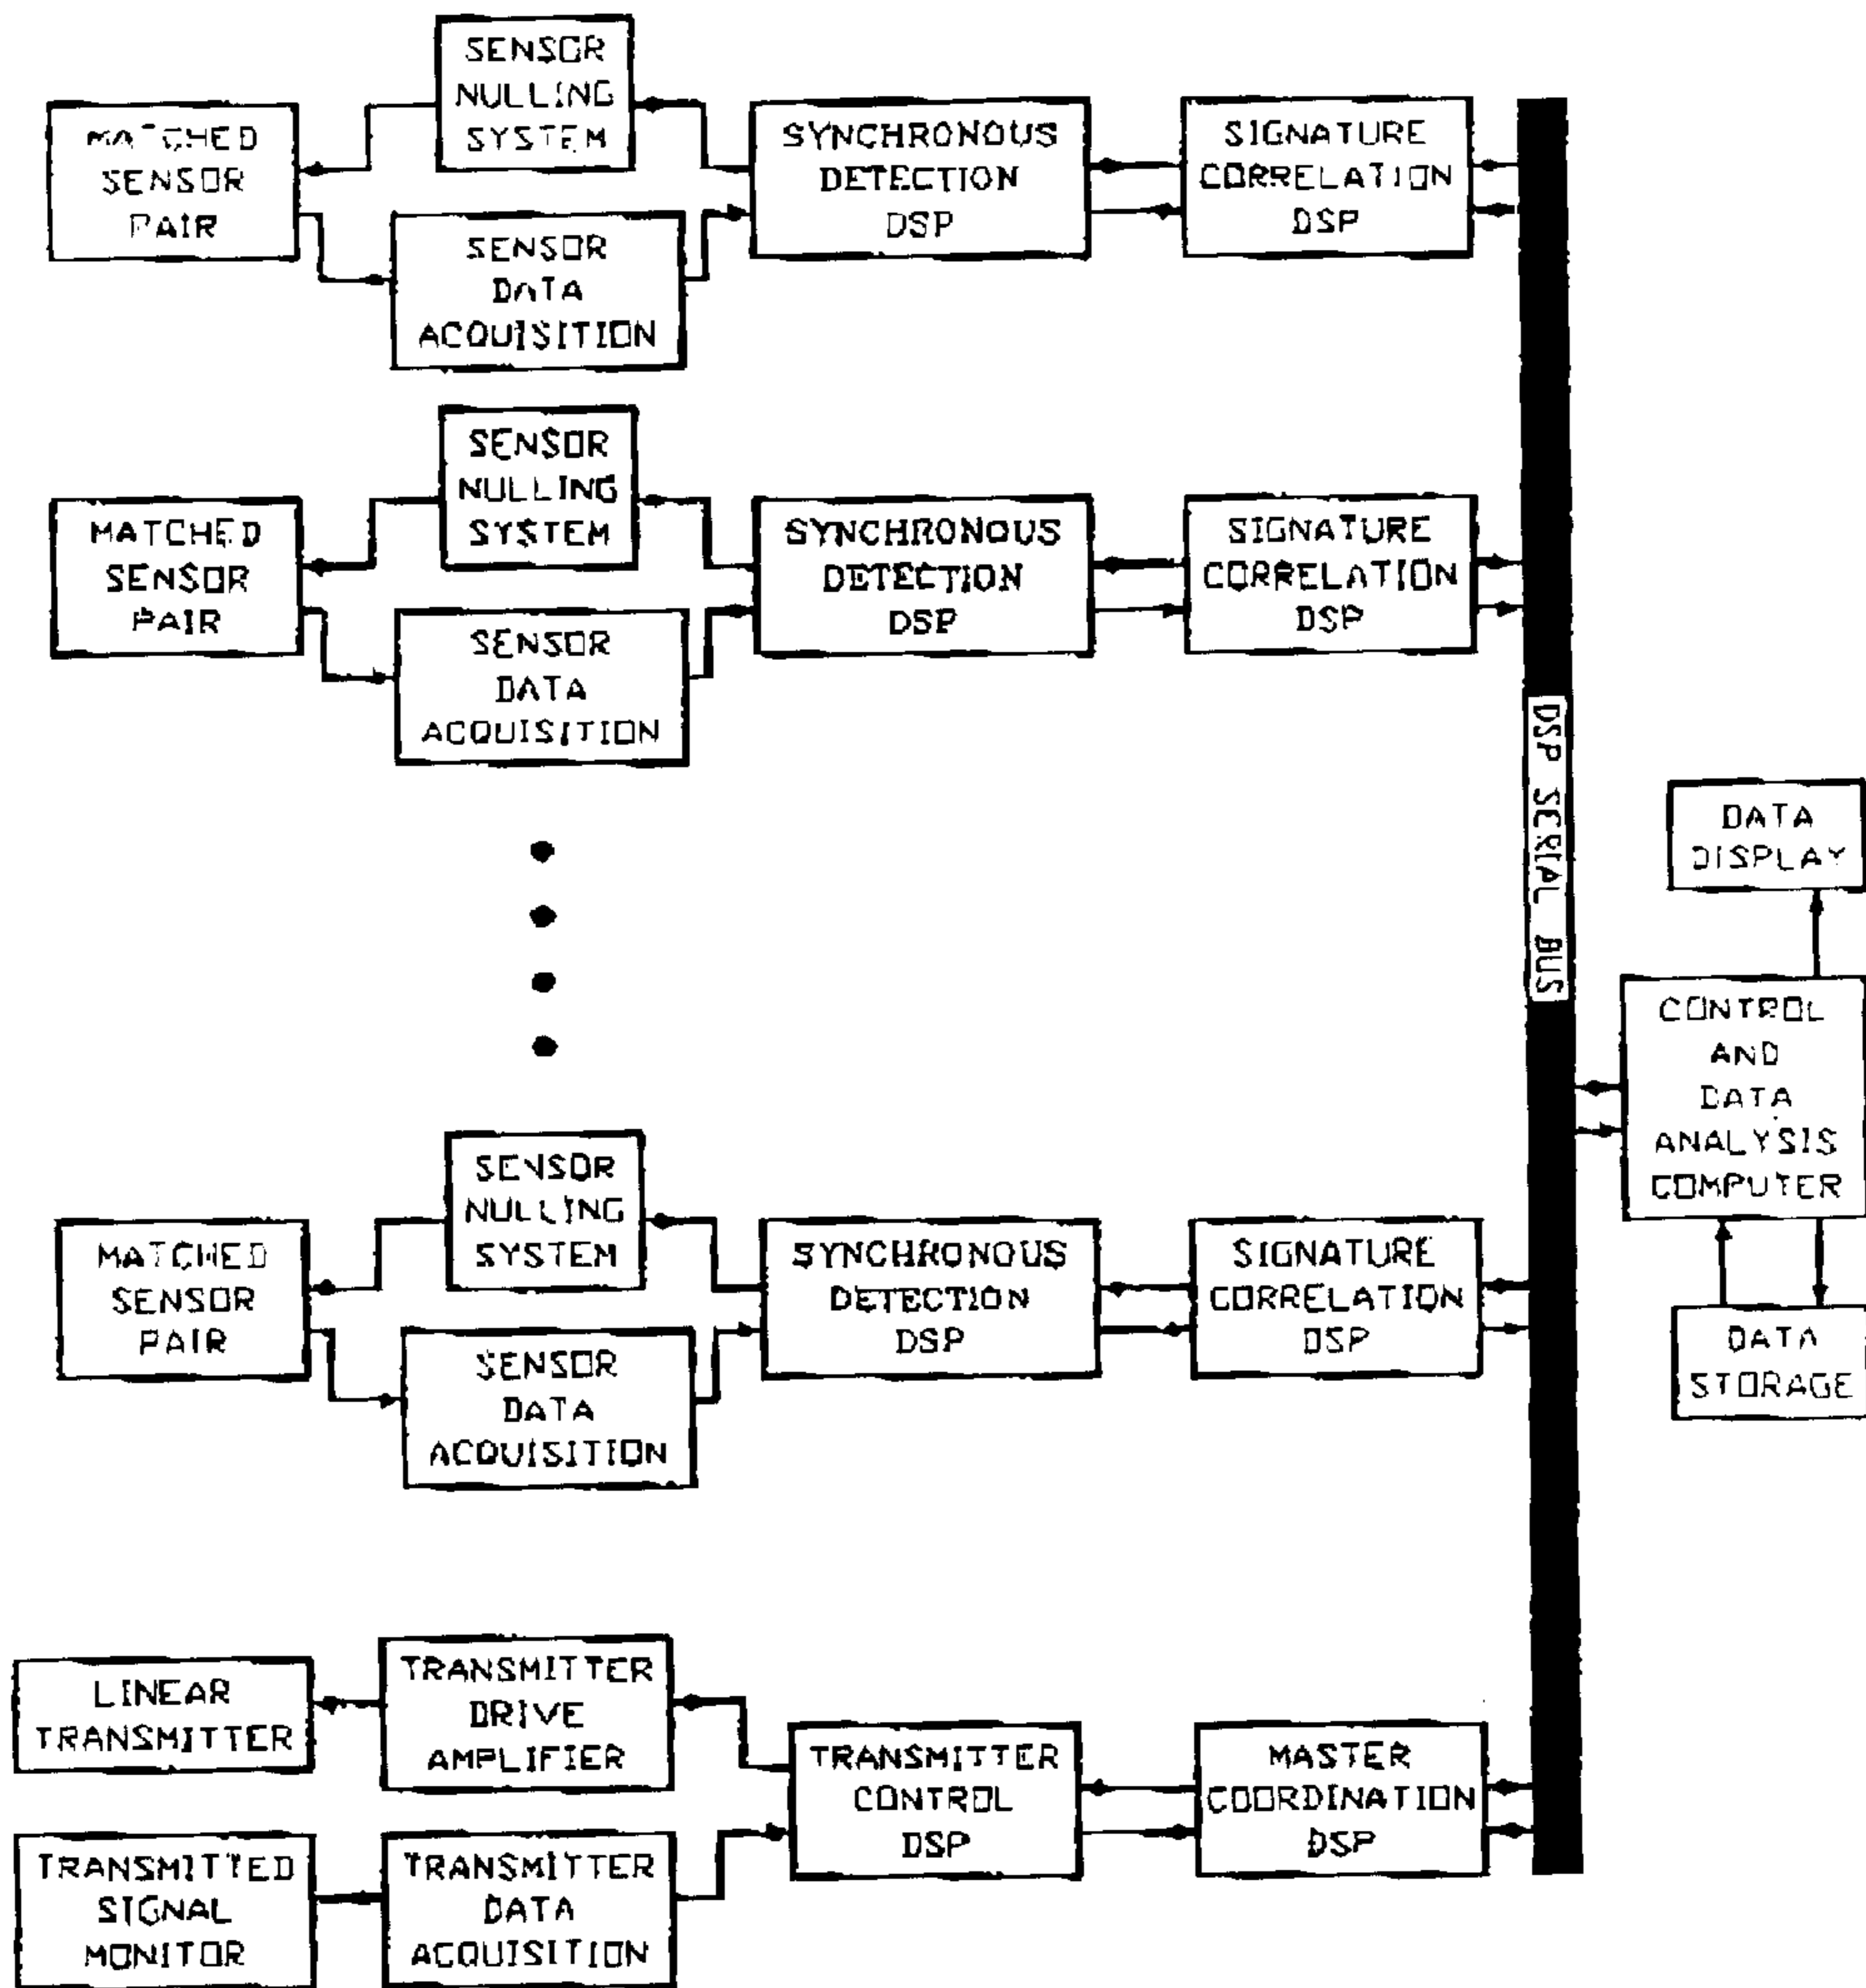 SENSOR
NULLING
SYSTEM
MATCHED
SENSOR
PAIR
SENSOR
DATA
ACQUISITION
SYNCHRONOUS
DETECTION
DSP
SIGNATURE
CORRELATION
DSP
SENSOR
NULLING
SYSTEM
MATCHED
SENSOR
PAIR
SENSOR
DATA
ACQUISITION
SYNCHRONOUS
DETECTION
DSP
SIGNATURE
CORRELATION
DSP
DSP SERIAL BUS
DATA
DISPLAY
CONTROL
AND
DATA
ANALYSIS
COMPUTER
DATA
STORAGE
SENSOR
NULLING
SYSTEM
MATCHED
SENSOR
PAIR
SENSOR
DATA
ACQUISITION
SYNCHRONOUS
DETECTION
DSP
SIGNATURE
CORRELATION
DSP
LINEAR
TRANSMITTER
TRANSMITTER
DRIVE
AMPLIFIER
TRANSMITTER
CONTROL
DSP
MASTER
COORDINATION
DSP
TRANSMITTED
SIGNAL
MONITOR
TRANSMITTER
DATA
ACQUISITION